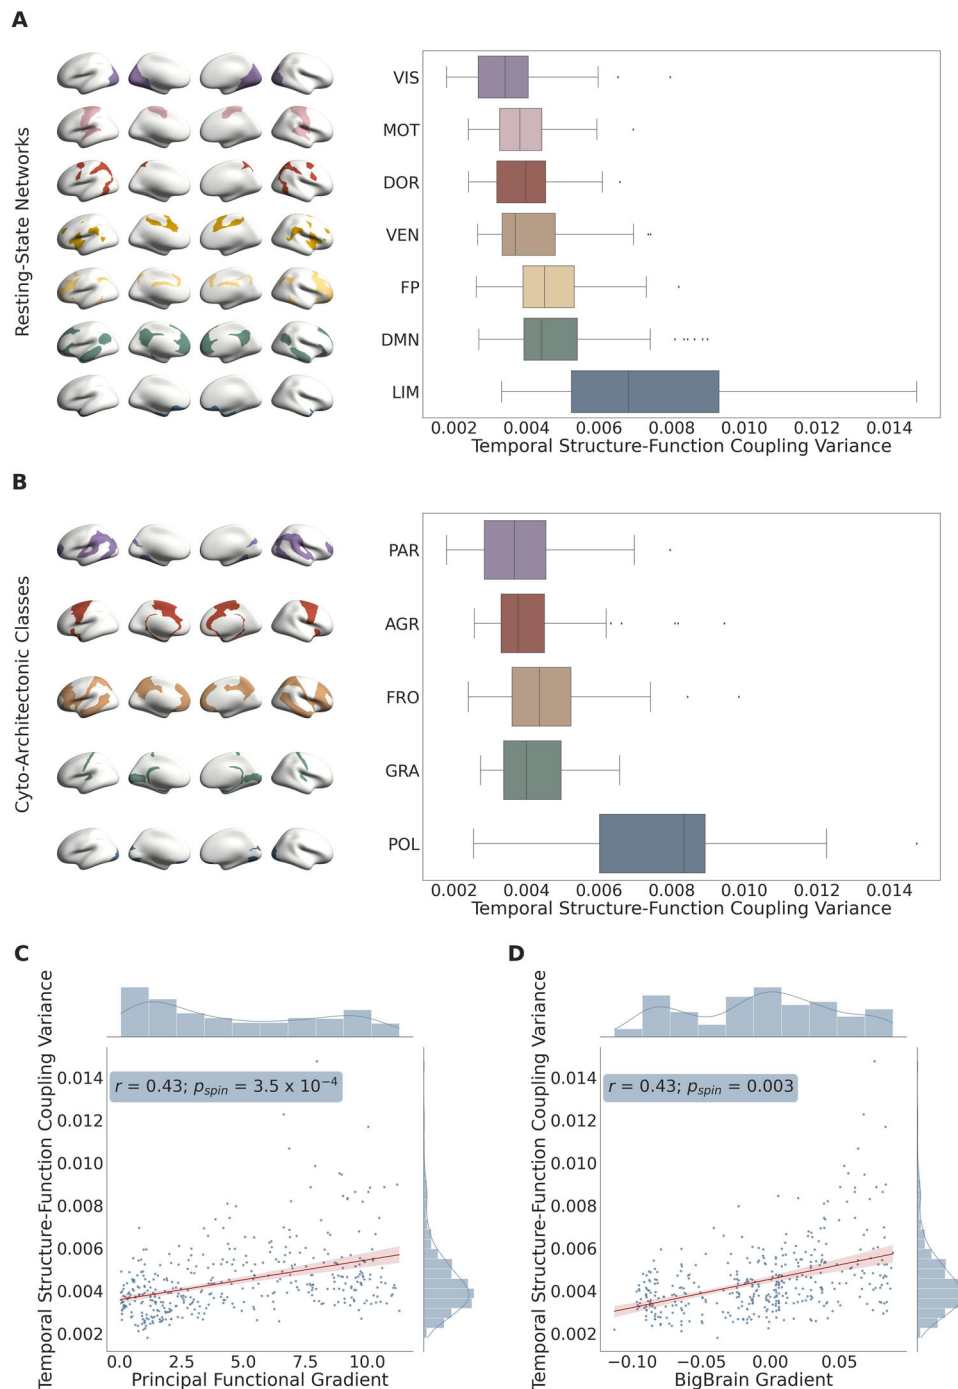 A
Resting-State Networks
VIS
MOT
DOR
VEN
FP
DMN
LIM
0.002 0.004 0.006 0.008 0.010 0.012 0.014
Temporal Structure-Function Coupling Variance
B
Cyto-Architectonic Classes
PAR
AGR
FRO
GRA
POL
0.002 0.004 0.006 0.008 0.010 0.012 0.014
Temporal Structure-Function Coupling Variance
C
Temporal Structure-Function Coupling Variance
r = 0.43; p_spin = 3.5 x 10⁻⁴
0.014
0.012
0.010
0.008
0.006
0.004
0.002
0.0 2.5 5.0 7.5 10.0
Principal Functional Gradient
D
Temporal Structure-Function Coupling Variance
r = 0.43; p_spin = 0.003
0.014
0.012
0.010
0.008
0.006
0.004
0.002
−0.10 −0.05 0.00 0.05
BigBrain Gradient